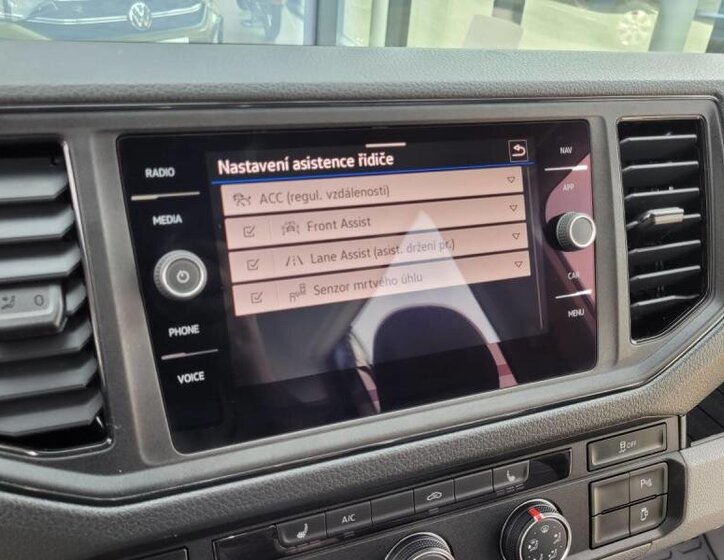 RADIO
MEDIA
PHONE
VOICE
Nastavení asistence řidiče
ACC (regul. vzdálenosti)
Front Assist
Lane Assist (asist. držení pr.)
Senzor mrtvého úhlu
NAV
APP
CAR
MENU
A/C
OFF